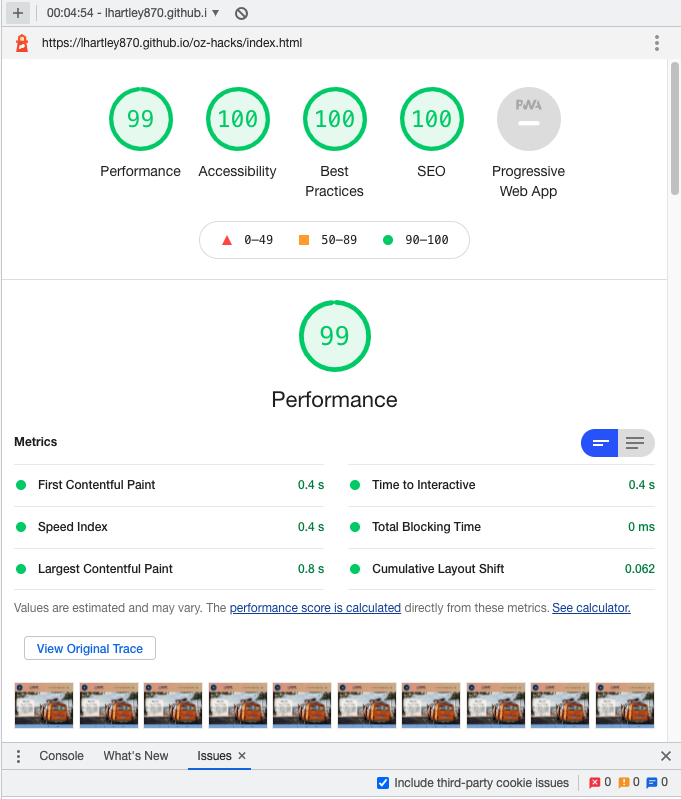 00:04:54 - lhartley870.github.i
https://lhartley870.github.io/oz-hacks/index.html
99 100 100 100 PWA
Performance Accessibility Best Practices SEO Progressive Web App
0–49 50–89 90–100
99
Performance
Metrics
First Contentful Paint 0.4 s Time to Interactive 0.4 s
Speed Index 0.4 s Total Blocking Time 0 ms
Largest Contentful Paint 0.8 s Cumulative Layout Shift 0.062
Values are estimated and may vary. The performance score is calculated directly from these metrics. See calculator.
View Original Trace
Console What's New Issues
Include third-party cookie issues 0 0 0